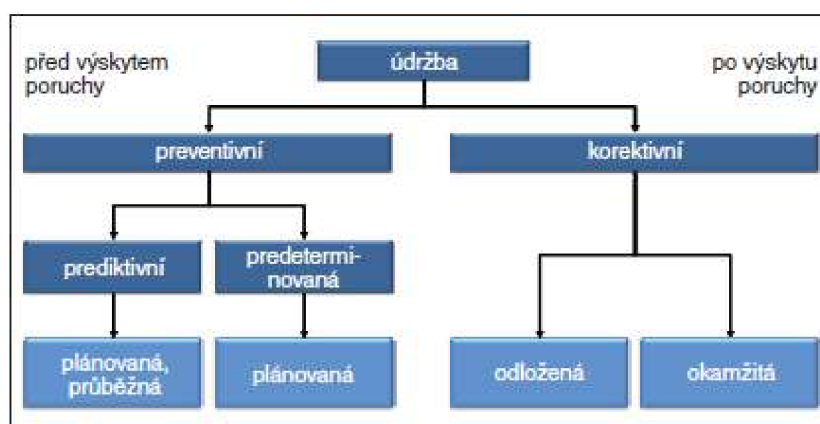 před výskytem
poruchy
údržba
po výskytu
poruchy
preventivní
korektivní
prediktivní
predetermi-
novaná
plánovaná,
průběžná
plánovaná
odložená
okamžitá